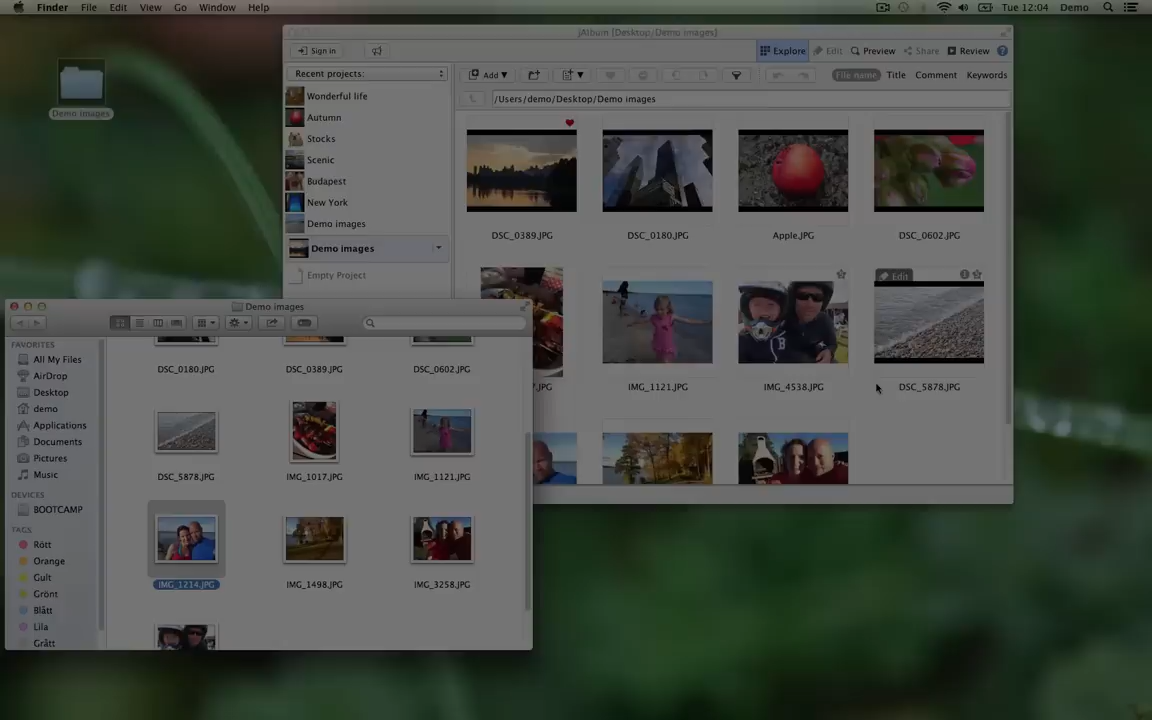 Finder File Edit View Go Window Help
Tue 12:04 Demo
Demo images
jAlbum [Desktop/Demo images]
Sign in
Explore Edit Preview Share Review ?
Recent projects:
Add
File name Title Comment Keywords
/Users/demo/Desktop/Demo images
Wonderful life
Autumn
Stocks
Scenic
Budapest
New York
Demo images
Demo images
Empty Project
DSC_0389.JPG DSC_0180.JPG Apple.JPG DSC_0602.JPG
Edit
IMG_1121.JPG IMG_4538.JPG DSC_5878.JPG
Demo images
FAVORITES
All My Files
AirDrop
Desktop
demo
Applications
Documents
Pictures
Music
DEVICES
BOOTCAMP
TAGS
Rött
Orange
Gult
Grönt
Blått
Lila
Grått
DSC_0180.JPG DSC_0389.JPG DSC_0602.JPG
DSC_5878.JPG IMG_1017.JPG IMG_1121.JPG
IMG_1214.JPG IMG_1498.JPG IMG_3258.JPG